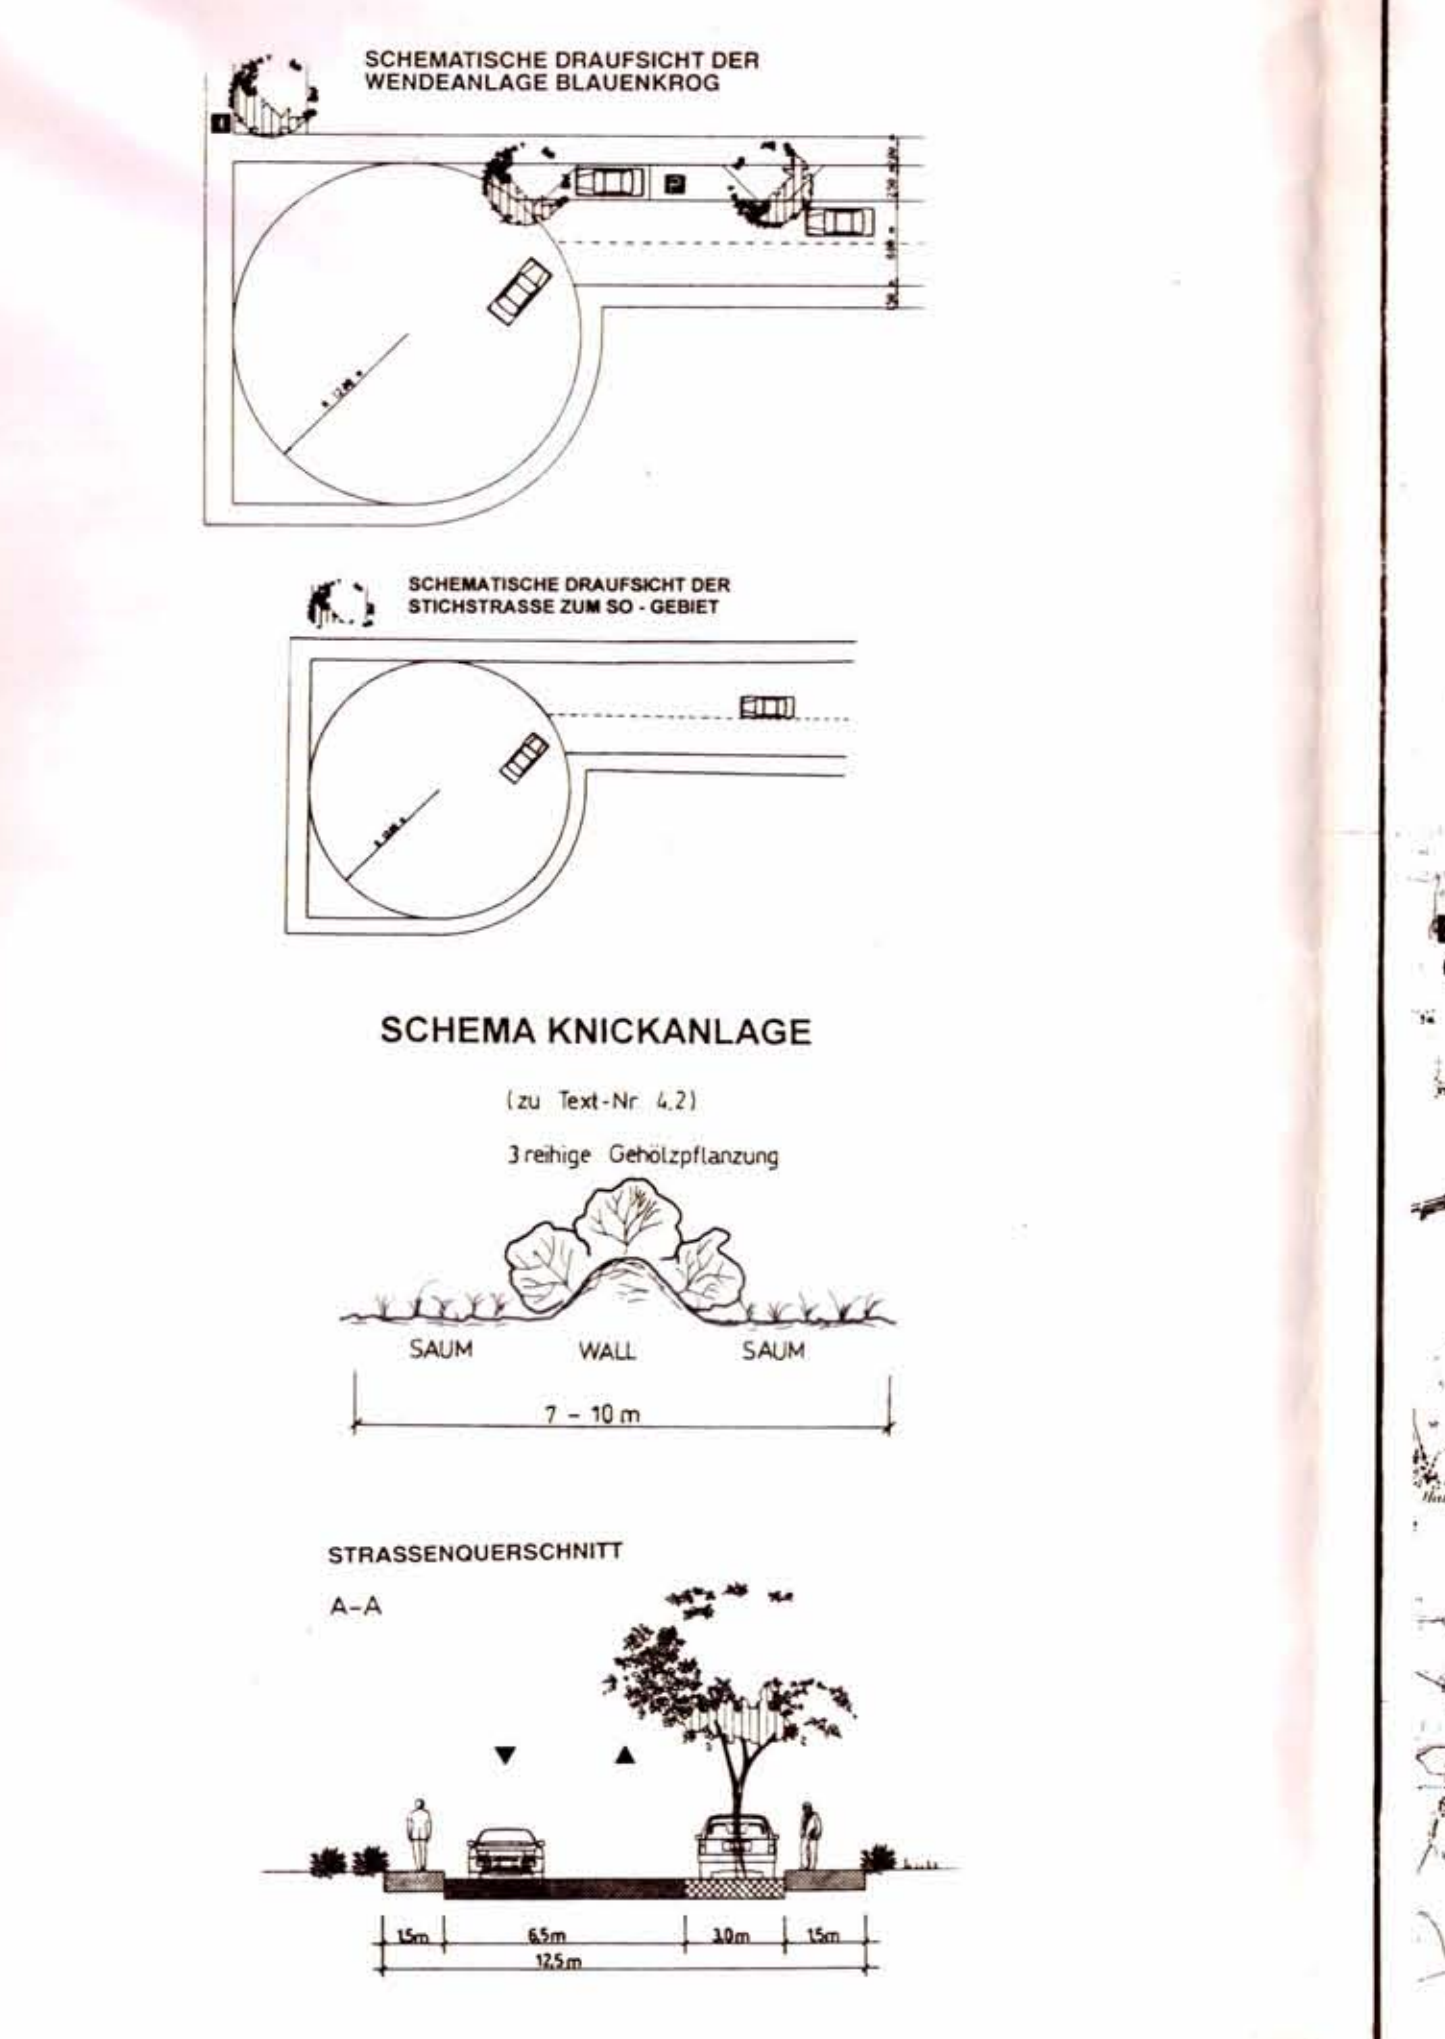 SCHEMATISCHE DRAUFSICHT DER
WENDEANLAGE BLAUENKROG
SCHEMATISCHE DRAUFSICHT DER
STICHSTRASSE ZUM SO - GEBIET
SCHEMA KNICKANLAGE
(zu Text-Nr 4.2)
3reihige Gehölzpflanzung
SAUM WALL SAUM
7 - 10 m
STRASSENQUERSCHNITT
A-A
1.5m 6.5m 3.0m 1.5m
12.5m